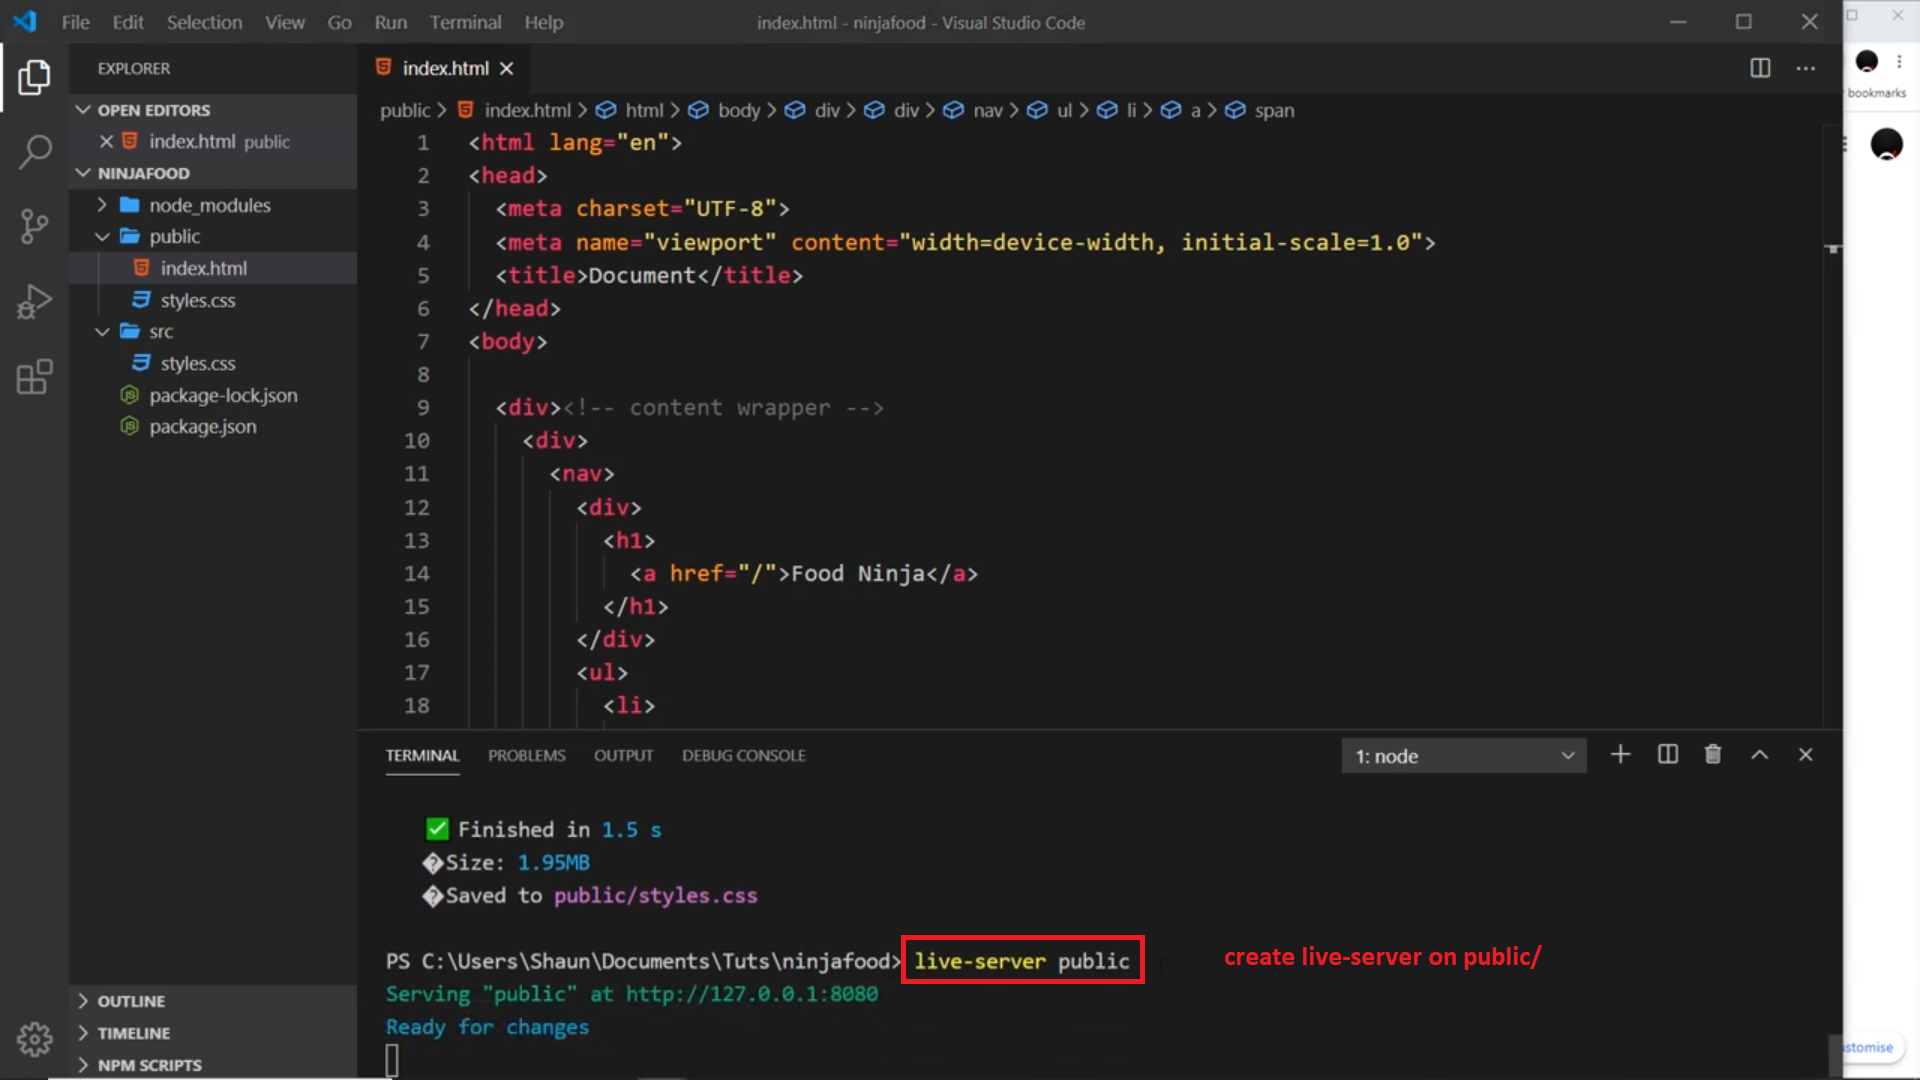 File Edit Selection View Go Run Terminal Help
index.html - ninjafood - Visual Studio Code
bookmarks
EXPLORER
OPEN EDITORS
index.html public
NINJAFOOD
node_modules
public
index.html
styles.css
src
styles.css
package-lock.json
package.json
OUTLINE
TIMELINE
NPM SCRIPTS
index.html
public > index.html > html > body > div > div > nav > ul > li > a > span
1 <html lang="en">
2 <head>
3 <meta charset="UTF-8">
4 <meta name="viewport" content="width=device-width, initial-scale=1.0">
5 <title>Document</title>
6 </head>
7 <body>
8
9 <div><!-- content wrapper -->
10 <div>
11 <nav>
12 <div>
13 <h1>
14 <a href="/">Food Ninja</a>
15 </h1>
16 </div>
17 <ul>
18 <li>
TERMINAL PROBLEMS OUTPUT DEBUG CONSOLE 1: node
Finished in 1.5 s
�Size: 1.95MB
�Saved to public/styles.css
PS C:\Users\Shaun\Documents\Tuts\ninjafood> live-server public
create live-server on public/
Serving "public" at http://127.0.0.1:8080
Ready for changes